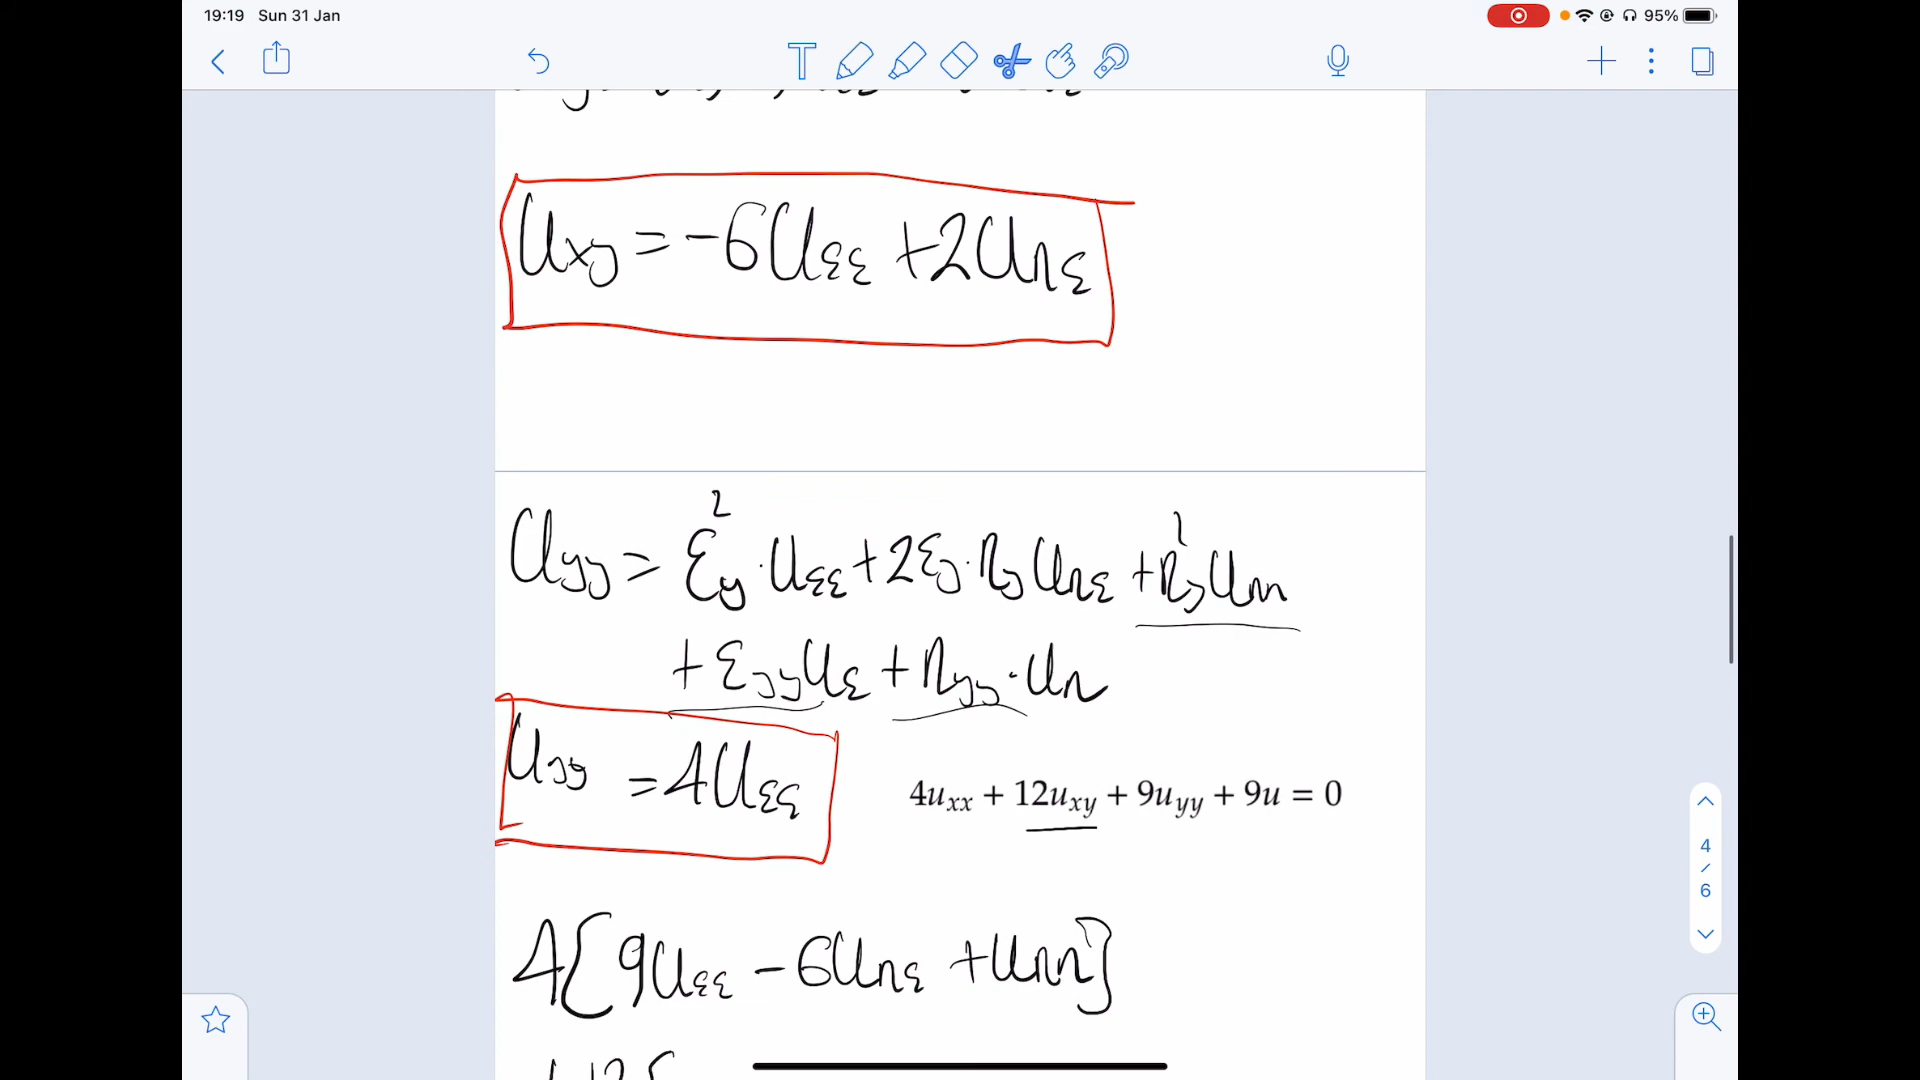 19:19 Sun 31 Jan
95%
T
Uxy = -6Uξξ + 2Uηξ
Uyy = ξy² · Uξξ + 2ξy · ηy Uηξ + ηy² Uηη
+ ξyy Uξ + ηyy · Uη
Uyy = 4Uξξ
4uxx + 12uxy + 9uyy + 9u = 0
4
/
6
4[9Uξξ - 6Uηξ + Uηη]